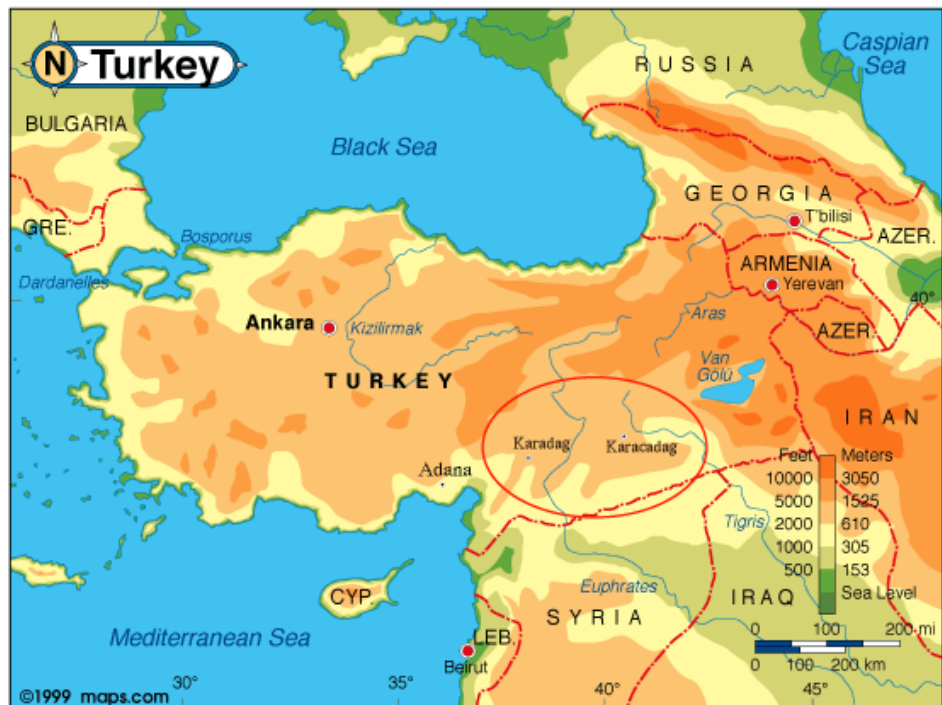 N Turkey
Caspian
Sea
RUSSIA
BULGARIA
Black Sea
GEORGIA
T'bilisi
GRE.
Bosporus
AZER.
Dardanelles
ARMENIA
Yerevan
40°
Ankara
Kizilirmak
Aras
AZER.
TURKEY
Van
Gölü
IRAN
Karadag
Karacadag
Adana
Feet Meters
10000 3050
5000 1525
2000 610
1000 305
500 153
Sea Level
Tigris
Euphrates
CYP.
SYRIA
IRAQ
Mediterranean Sea
LEB.
Beirut
0 100 200 mi
0 100 200 km
30° 35° 40° 45°
©1999 maps.com